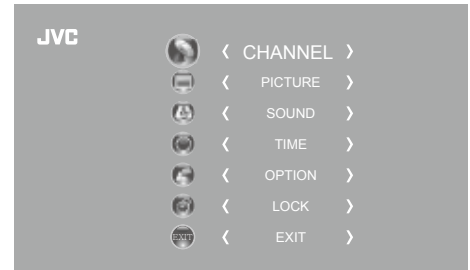 JVC
CHANNEL
PICTURE
SOUND
TIME
OPTION
LOCK
EXIT EXIT